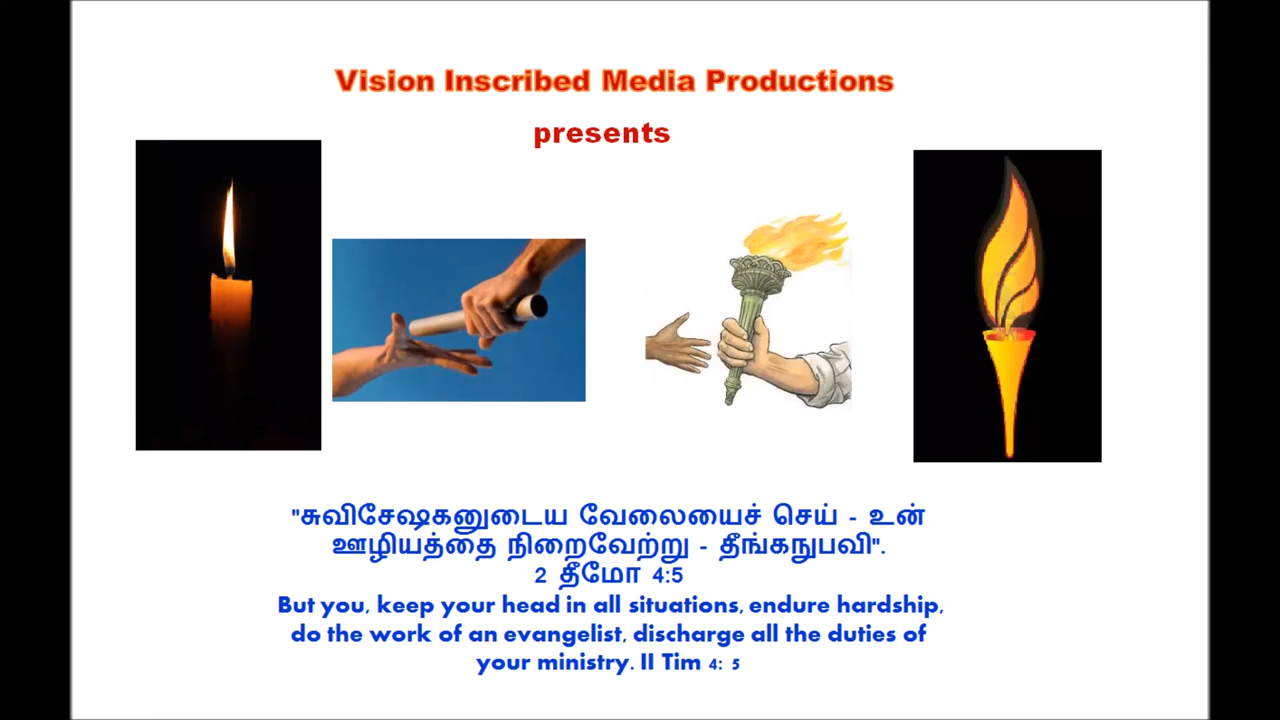 Vision Inscribed Media Productions
presents
"சுவிசேஷகனுடைய வேலையைச் செய் - உன்
ஊழியத்தை நிறைவேற்று - தீங்கநுபவி".
2 தீமோ 4:5
But you, keep your head in all situations, endure hardship,
do the work of an evangelist, discharge all the duties of
your ministry. II Tim 4: 5